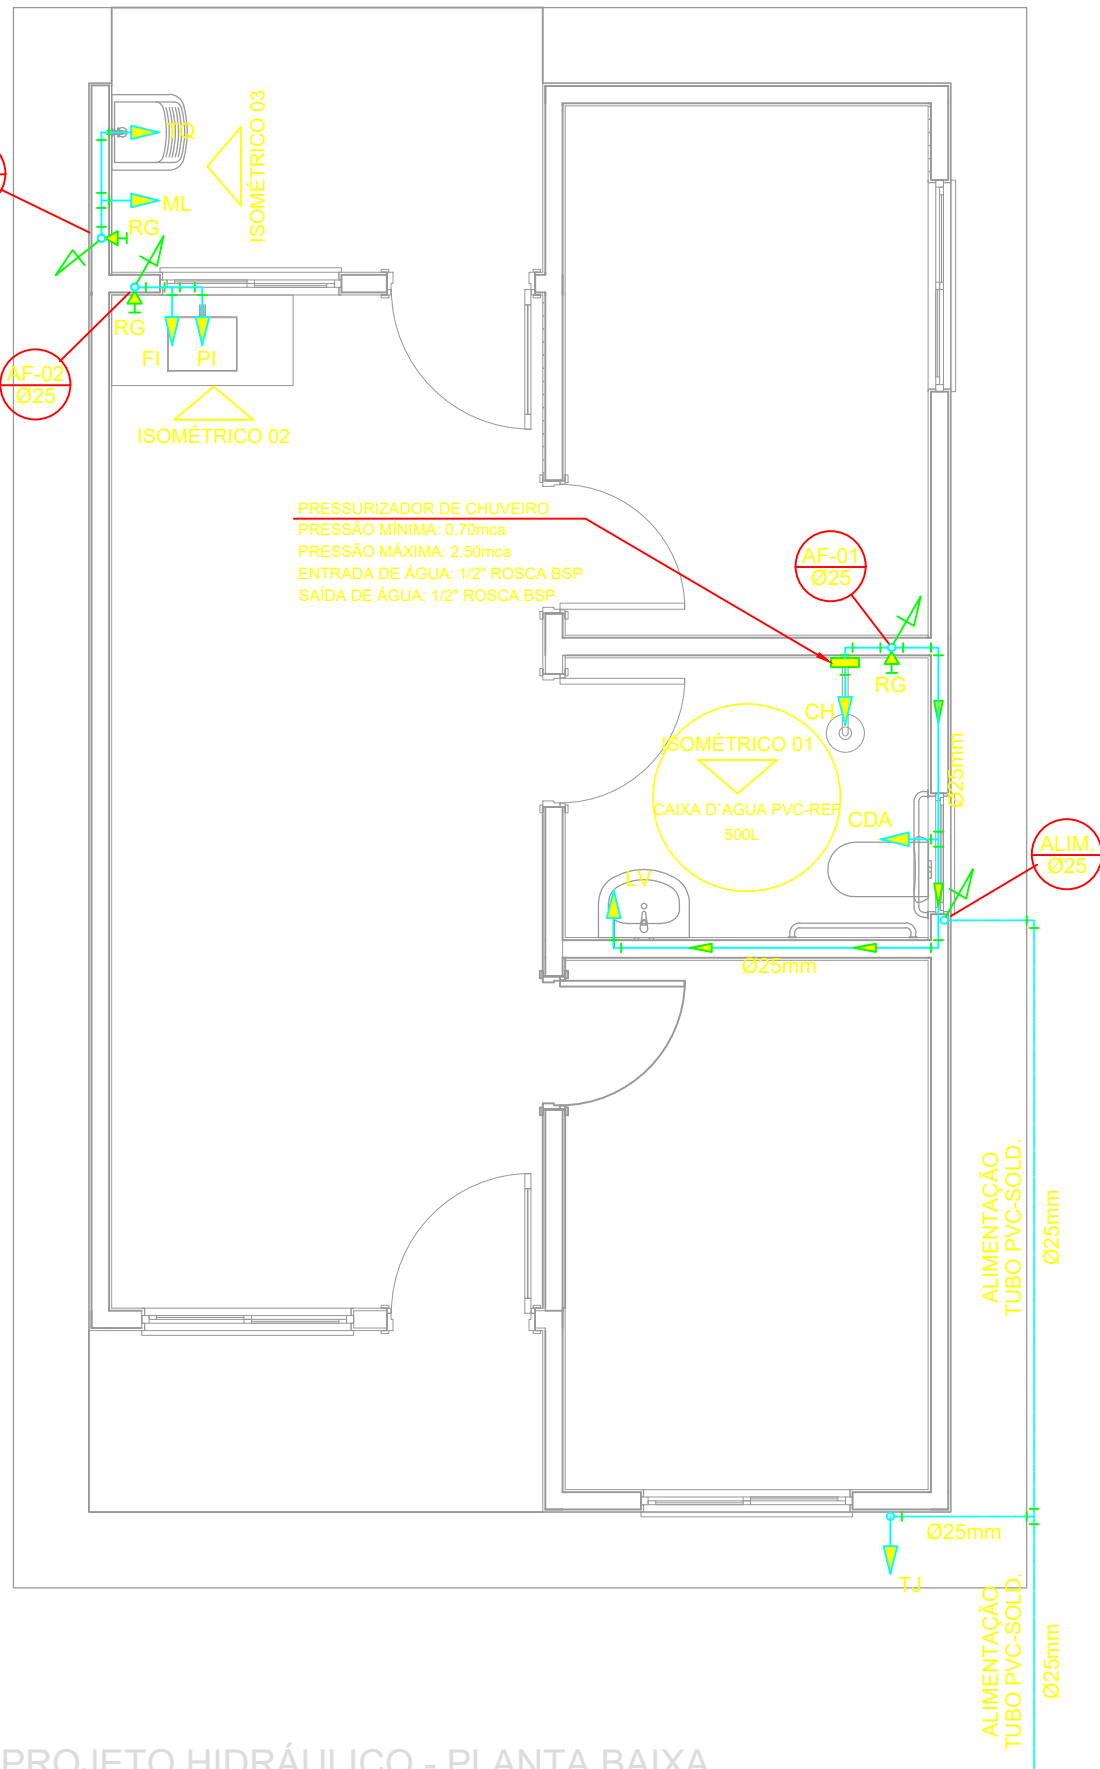 TQ
ISOMÉTRICO 03
ML
RG
RG
FI
PI
AF-02
Ø25
ISOMÉTRICO 02
PRESSURIZADOR DE CHUVEIRO
PRESSÃO MÍNIMA: 0.70mca
PRESSÃO MÁXIMA: 2.50mca
ENTRADA DE ÁGUA: 1/2" ROSCA BSP
SAÍDA DE ÁGUA: 1/2" ROSCA BSP
AF-01
Ø25
RG
CH
ISOMÉTRICO 01
Ø25mm
CAIXA D`AGUA PVC-REF
500L
CDA
ALIM.
Ø25
LV
Ø25mm
ALIMENTAÇÃO
TUBO PVC-SOLD.
Ø25mm
Ø25mm
TJ
ALIMENTAÇÃO
TUBO PVC-SOLD.
Ø25mm
PROJETO HIDRÁULICO - PLANTA BAIXA